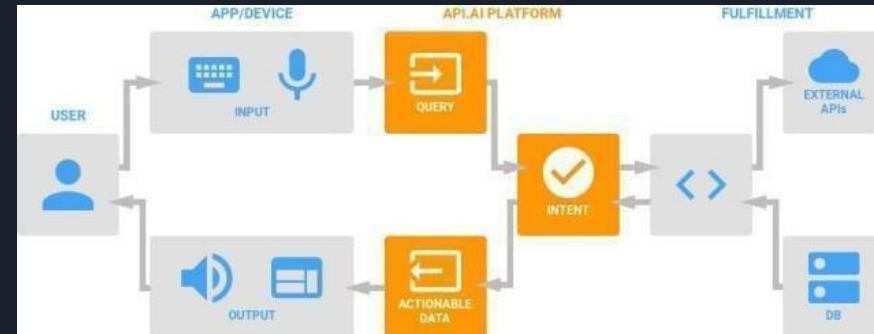 APP/DEVICE
API.AI PLATFORM
FULFILLMENT
USER
INPUT
QUERY
EXTERNAL
APIs
INTENT
OUTPUT
ACTIONABLE
DATA
DB